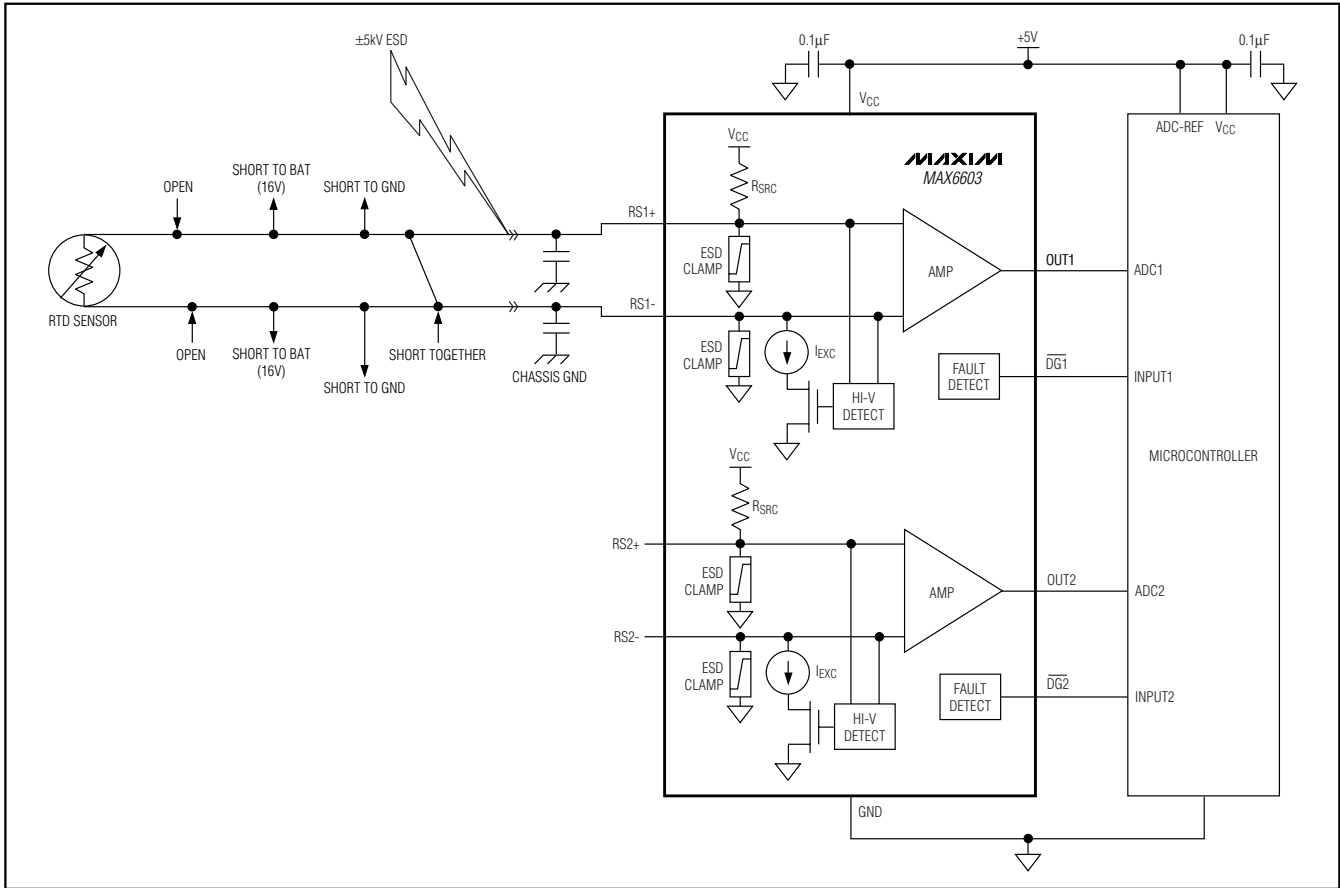 ±5kV ESD
0.1μF
+5V
0.1μF
VCC
ADC-REF
VCC
VCC
RSRC
MAXIM
MAX6603
OPEN
SHORT TO BAT
(16V)
SHORT TO GND
RS1+
ESD
CLAMP
AMP
OUT1
ADC1
RTD SENSOR
RS1-
OPEN
SHORT TO BAT
(16V)
SHORT TO GND
SHORT TOGETHER
CHASSIS GND
ESD
CLAMP
IEXC
HI-V
DETECT
FAULT
DETECT
DG1
INPUT1
VCC
RSRC
MICROCONTROLLER
RS2+
ESD
CLAMP
AMP
OUT2
ADC2
RS2-
ESD
CLAMP
IEXC
HI-V
DETECT
FAULT
DETECT
DG2
INPUT2
GND